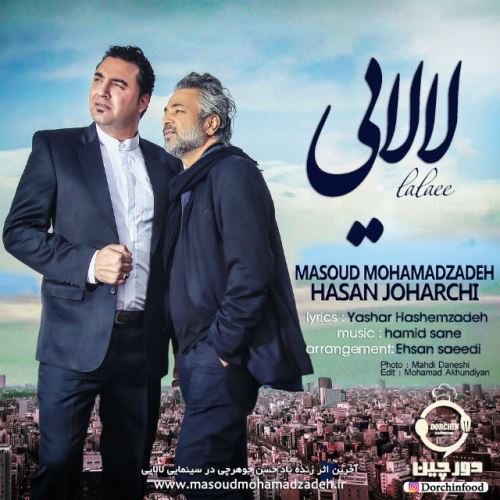 لالایی
lalaee
MASOUD MOHAMADZADEH
HASAN JOHARCHI
lyrics : Yashar Hashemzadeh
music : hamid sane
arrangement: Ehsan saeedi
Photo : Mahdi Daneshi
Edit : Mohamad Akhundiyan
DORCHIN
دورچین
Dorchinfood
آخرین اثر زنده یاد حسن جوهرچی در سینمایی لالایی
www.masoudmohamadzadeh.ir